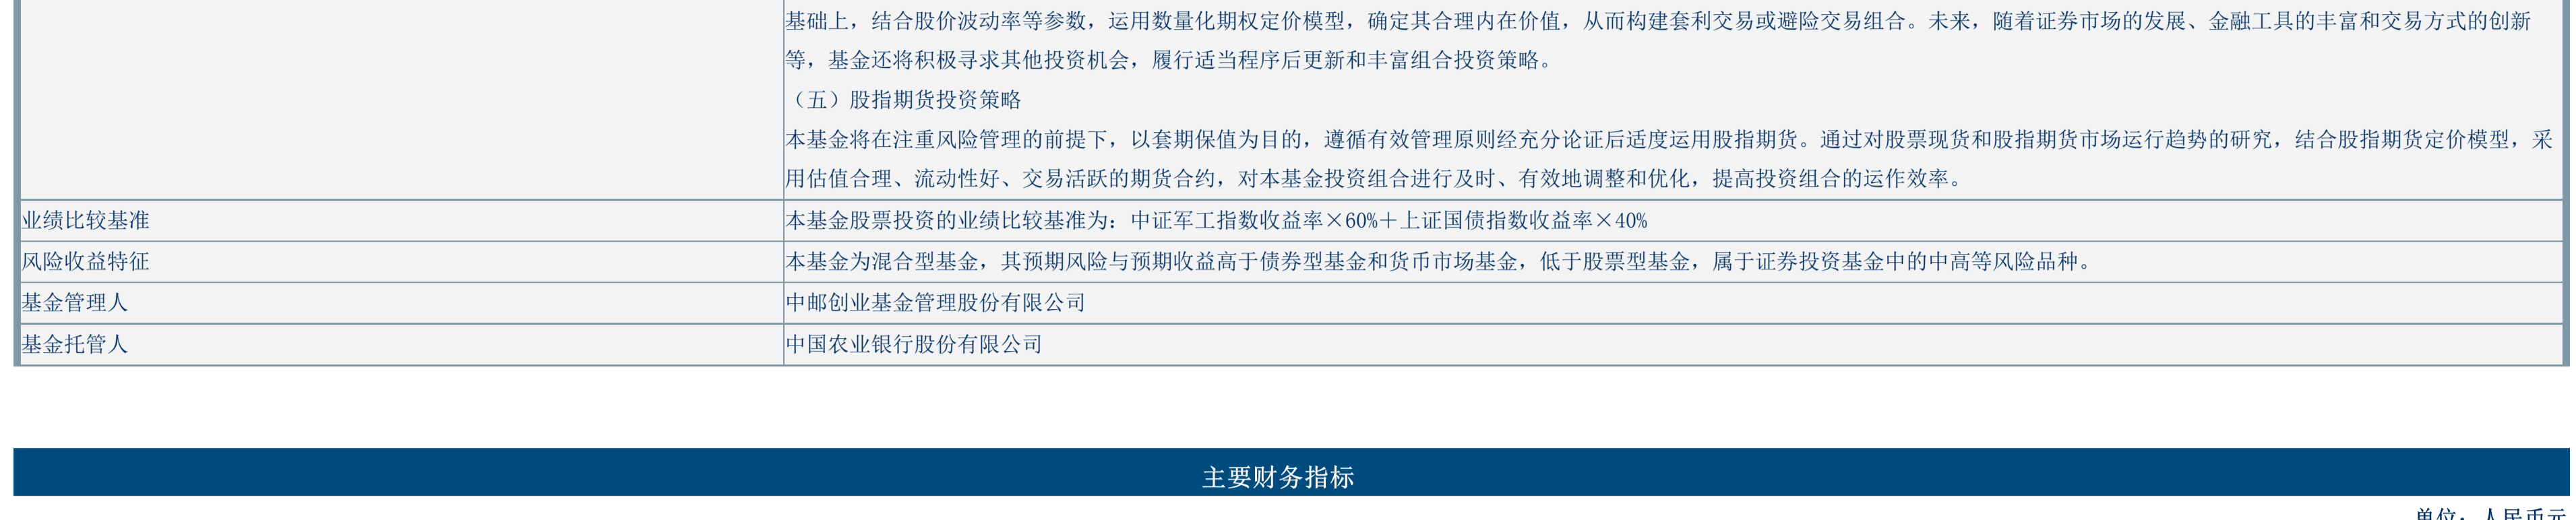 基础上，结合股价波动率等参数，运用数量化期权定价模型，确定其合理内在价值，从而构建套利交易或避险交易组合。未来，随着证券市场的发展、金融工具的丰富和交易方式的创新
等，基金还将积极寻求其他投资机会，履行适当程序后更新和丰富组合投资策略。
（五）股指期货投资策略
本基金将在注重风险管理的前提下，以套期保值为目的，遵循有效管理原则经充分论证后适度运用股指期货。通过对股票现货和股指期货市场运行趋势的研究，结合股指期货定价模型，采
用估值合理、流动性好、交易活跃的期货合约，对本基金投资组合进行及时、有效地调整和优化，提高投资组合的运作效率。
业绩比较基准 本基金股票投资的业绩比较基准为：中证军工指数收益率×60%＋上证国债指数收益率×40%
风险收益特征 本基金为混合型基金，其预期风险与预期收益高于债券型基金和货币市场基金，低于股票型基金，属于证券投资基金中的中高等风险品种。
基金管理人 中邮创业基金管理股份有限公司
基金托管人 中国农业银行股份有限公司
主要财务指标
单位：人民币元